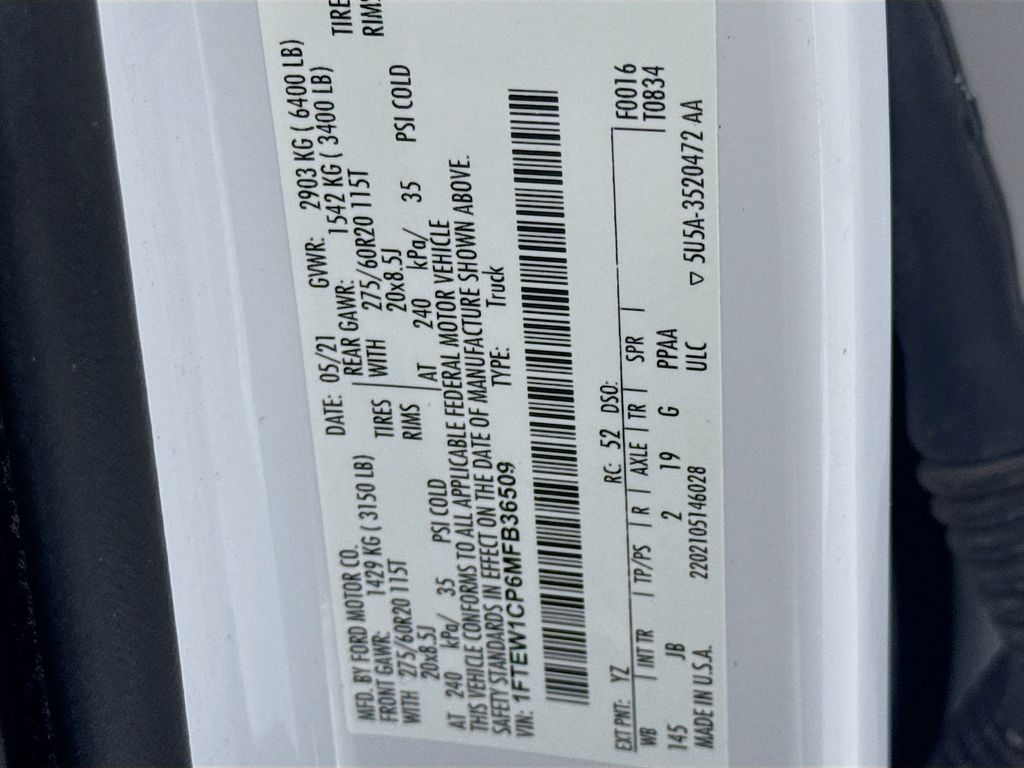 MFD. BY FORD MOTOR CO.
DATE: 05/21 GVWR: 2903 KG ( 6400 LB)
FRONT GAWR: 1429 KG ( 3150 LB)
REAR GAWR: 1542 KG ( 3400 LB)
WITH 275/60R20 115T TIRES
WITH 275/60R20 115T TIRE
20x8.5J RIMS
20x8.5J RIMS
AT 240 kPa/ 35 PSI COLD
AT 240 kPa/ 35 PSI COLD
THIS VEHICLE CONFORMS TO ALL APPLICABLE FEDERAL MOTOR VEHICLE
SAFETY STANDARDS IN EFFECT ON THE DATE OF MANUFACTURE SHOWN ABOVE.
VIN: 1FTEW1CP6MFB36509 TYPE: Truck
EXT PNT: YZ RC: 52 DSO: F0016
WB INT TR TP/PS R AXLE TR SPR T0834
145 JB 2 19 G PPAA
MADE IN U.S.A. 2202105146028 ULC ▽ 5U5A-3520472 AA